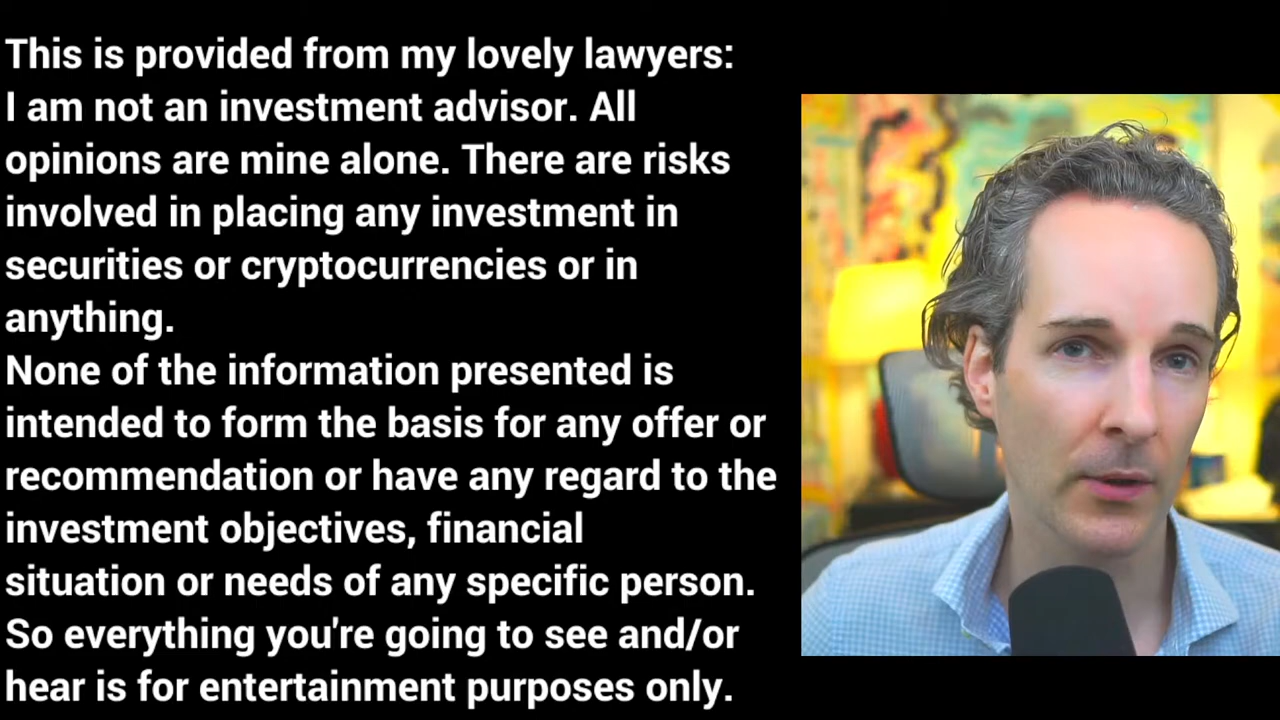 This is provided from my lovely lawyers:
I am not an investment advisor. All
opinions are mine alone. There are risks
involved in placing any investment in
securities or cryptocurrencies or in
anything.
None of the information presented is
intended to form the basis for any offer or
recommendation or have any regard to the
investment objectives, financial
situation or needs of any specific person.
So everything you're going to see and/or
hear is for entertainment purposes only.